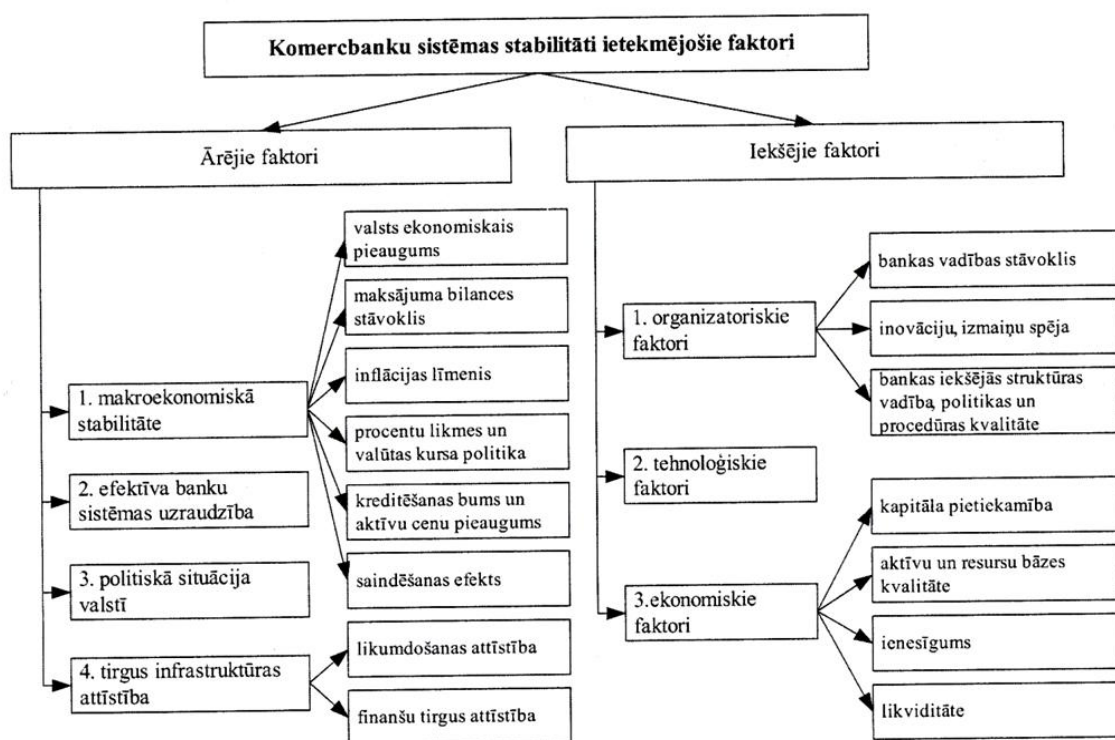 Komercbanku sistēmas stabilitāti ietekmējošie faktori
Ārējie faktori
valsts ekonomiskais
pieaugums
maksājuma bilances
stāvoklis
inflācijas līmenis
1. makroekonomiskā
stabilitāte
procentu likmes un
valūtas kursa politika
2. efektīva banku
sistēmas uzraudzība
kreditēšanas bums un
aktīvu cenu pieaugums
3. politiskā situācija
valstī
saindēšanas efekts
4. tirgus infrastruktūras
attīstība
likumdošanas attīstība
finanšu tirgus attīstība
Iekšējie faktori
1. organizatoriskie
faktori
bankas vadības stāvoklis
inovāciju, izmaiņu spēja
bankas iekšējās struktūras
vadība, politikas un
procedūras kvalitāte
2. tehnoloģiskie
faktori
3.ekonomiskie
faktori
kapitāla pietiekamība
aktīvu un resursu bāzes
kvalitāte
ienesīgums
likviditāte